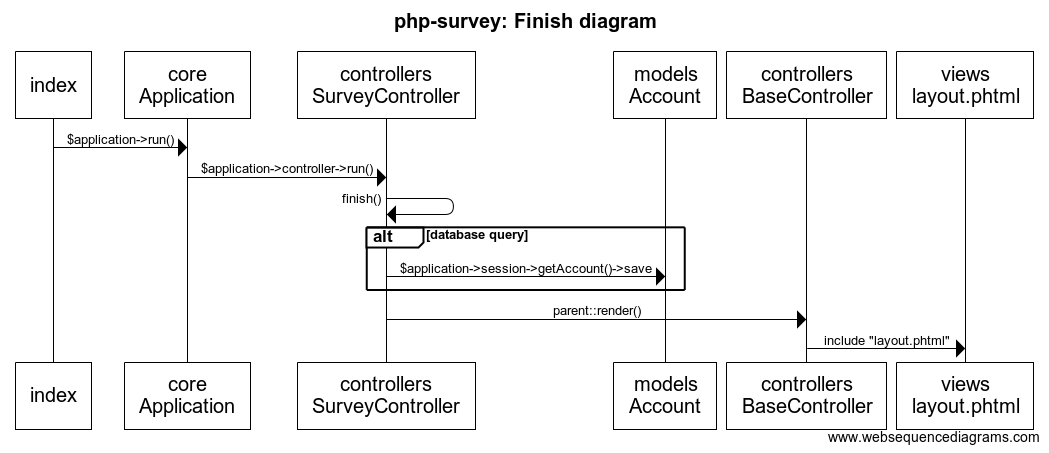 php-survey: Finish diagram
index
core
Application
controllers
SurveyController
models
Account
controllers
BaseController
views
layout.phtml
$application->run()
$application->controller->run()
finish()
alt [database query]
$application->session->getAccount()->save
parent::render()
include "layout.phtml"
index
core
Application
controllers
SurveyController
models
Account
controllers
BaseController
views
layout.phtml
www.websequencediagrams.com